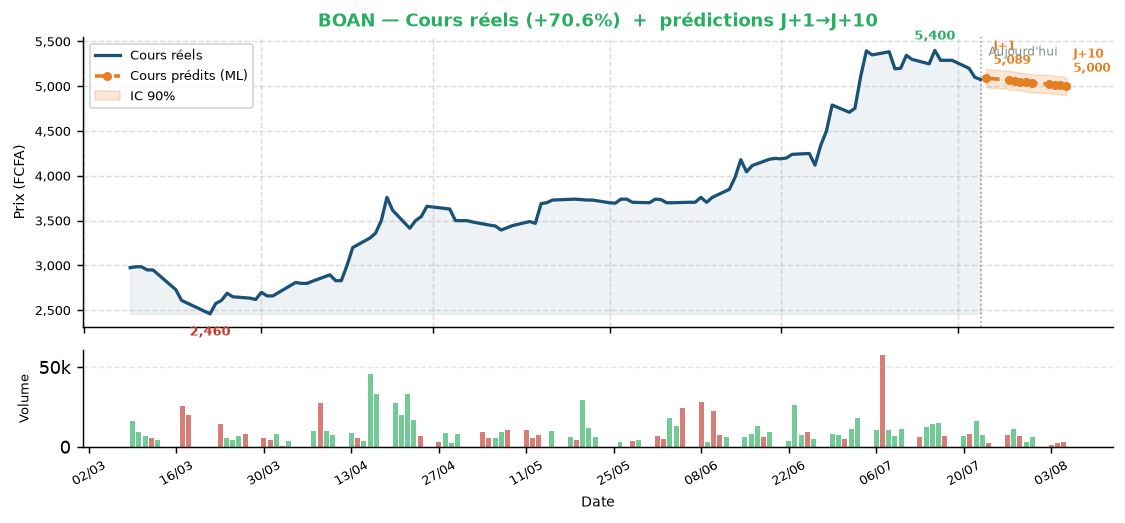 BOAN — Cours réels (+70.6%)  +  prédictions J+1→J+10
5,400
Cours réels
Cours prédits (ML)
IC 90%
Aujourd'hui
J+1
5,089
J+10
5,000
2,460
Prix (FCFA)
5,500
5,000
4,500
4,000
3,500
3,000
2,500
Volume
50k
0
02/03
16/03
30/03
13/04
27/04
11/05
25/05
08/06
22/06
06/07
20/07
03/08
Date